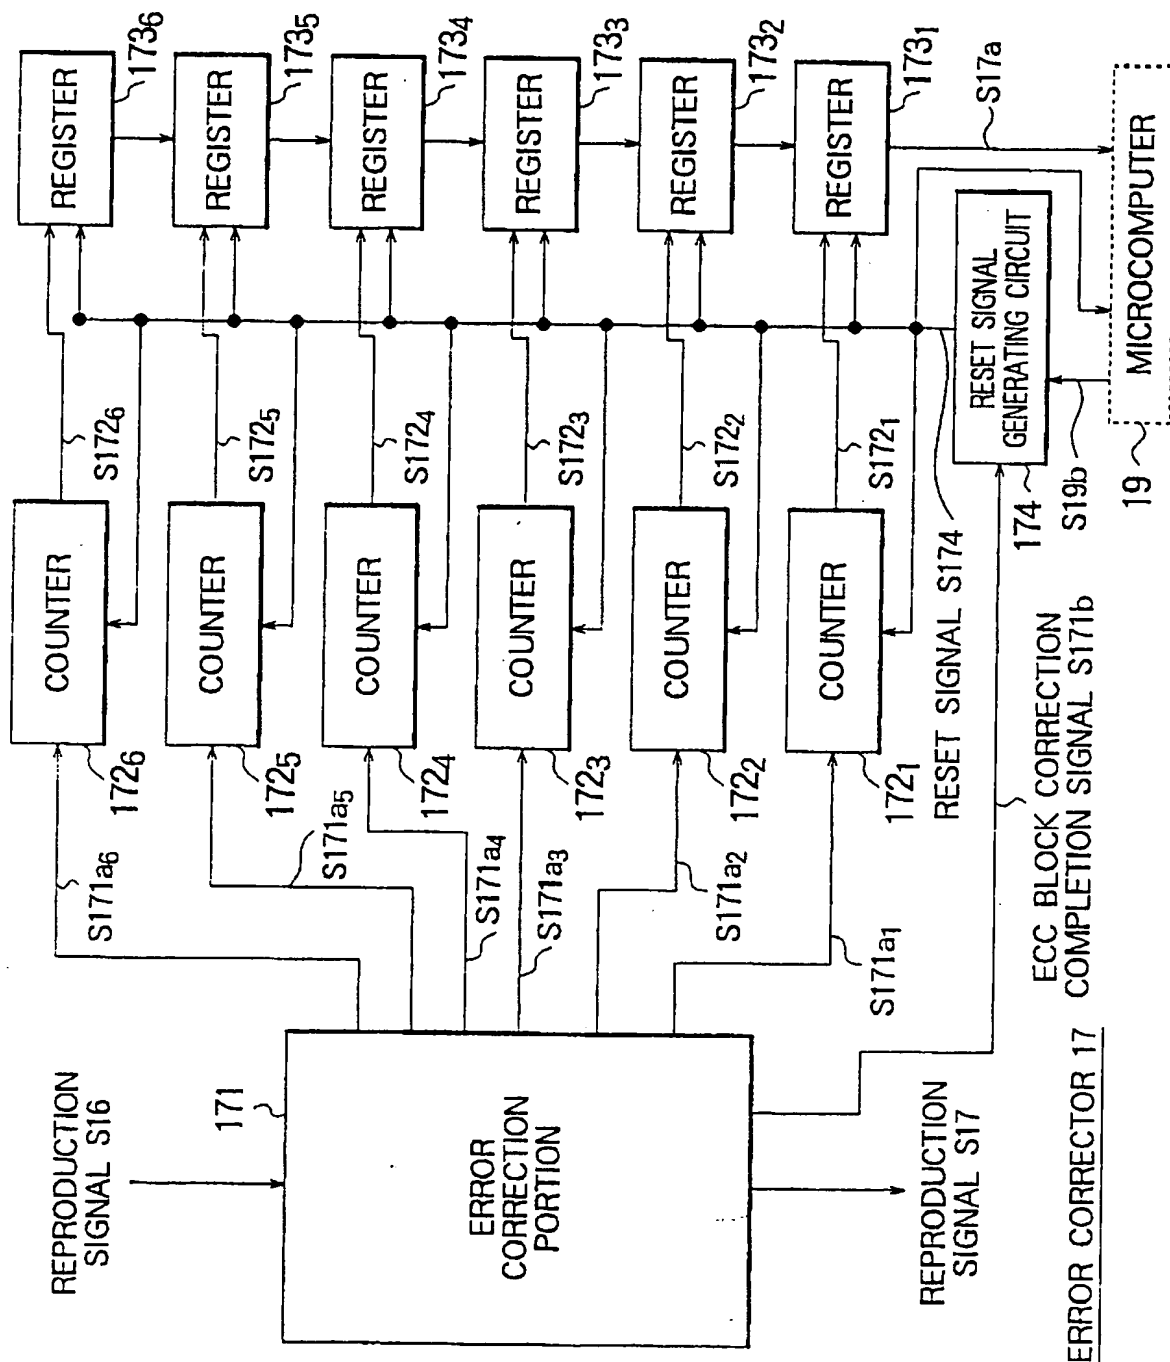 REPRODUCTION
SIGNAL S16
171
ERROR
CORRECTION
PORTION
REPRODUCTION
SIGNAL S17
ERROR CORRECTOR 17
S171a6
S171a5
S171a4
S171a3
S171a2
S171a1
ECC BLOCK CORRECTION
COMPLETION SIGNAL S171b
COUNTER
COUNTER
COUNTER
COUNTER
COUNTER
COUNTER
1726
1725
1724
1723
1722
1721
RESET SIGNAL S174
S1726
S1725
S1724
S1723
S1722
S1721
RESET SIGNAL
GENERATING CIRCUIT
174
S19b
19
MICROCOMPUTER
REGISTER
REGISTER
REGISTER
REGISTER
REGISTER
REGISTER
1736
1735
1734
1733
1732
1731
S17a